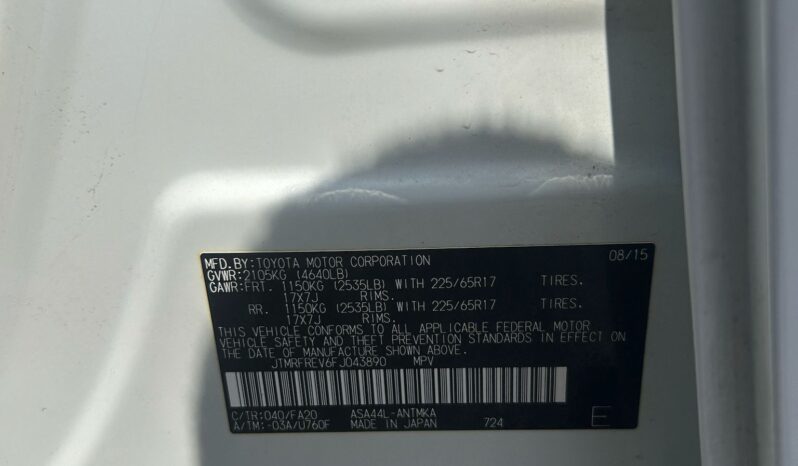 MFD.BY:TOYOTA MOTOR CORPORATION 08/15
GVWR:2105KG (4640LB)
GAWR:FRT. 1150KG (2535LB) WITH 225/65R17 TIRES.
17X7J RIMS.
RR. 1150KG (2535LB) WITH 225/65R17 TIRES.
17X7J RIMS.
THIS VEHICLE CONFORMS TO ALL APPLICABLE FEDERAL MOTOR
VEHICLE SAFETY AND THEFT PREVENTION STANDARDS IN EFFECT ON
THE DATE OF MANUFACTURE SHOWN ABOVE.
JTMRFREV6FJ043890 MPV
C/TR:040/FA20 ASA44L-ANTMKA
A/TM:-03A/U760F MADE IN JAPAN 724 E